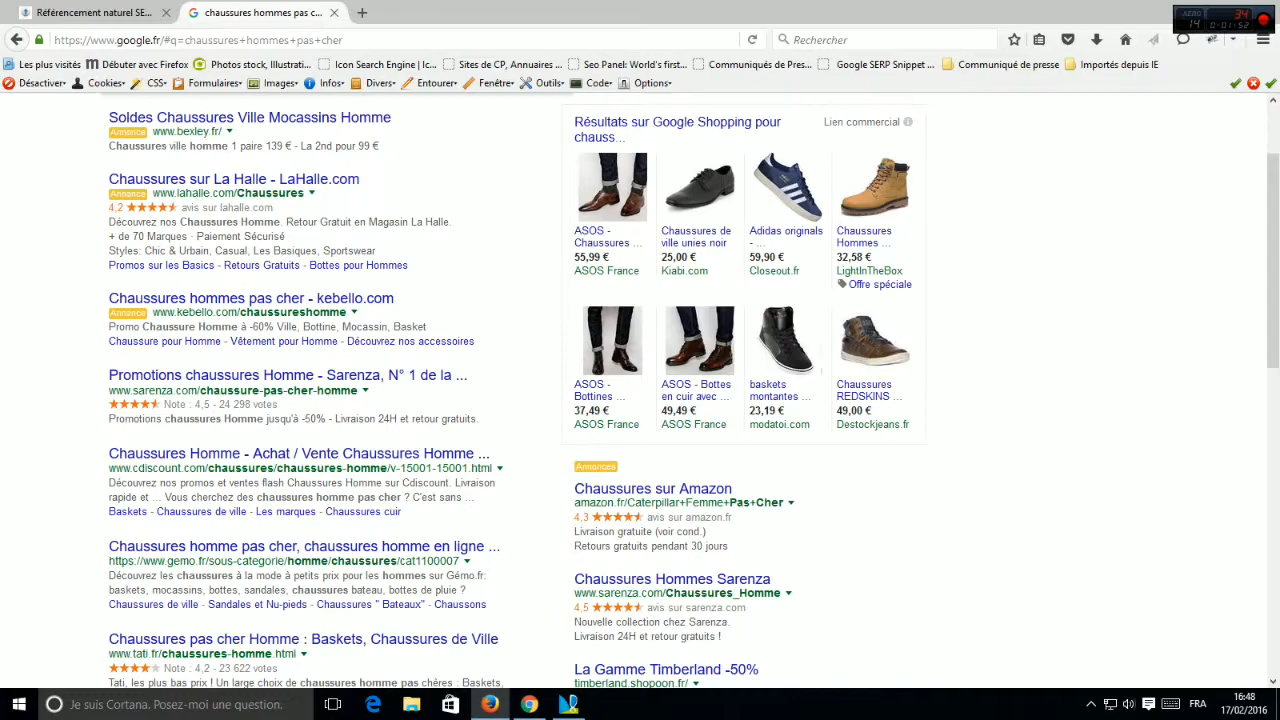 Référencement naturel SE...
chaussures hommes pas c...
AERO 34
14 0-01-52
https://www.google.fr/#q=chaussures+hommes+pas+cher
Rechercher
Les plus visités Débuter avec Firefox Photos stock, Illustrati... Icon Search Engine | Ic... Sites de CP, Annuaires ... Seo Panel: World's first... Communiqués de Presse... Google SERP Snippet ... Communiqué de presse Importés depuis IE
Désactiver Cookies CSS Formulaires Images Infos Divers Entourer Fenêtre Outils Code Options
Soldes Chaussures Ville Mocassins Homme
Annonce www.bexley.fr/
Chaussures ville homme 1 paire 139 € - La 2nd pour 99 €
Chaussures sur La Halle - LaHalle.com
Annonce www.lahalle.com/Chaussures
4,2 avis sur lahalle.com
Découvrez nos Chaussures Homme. Retour Gratuit en Magasin La Halle.
+ de 70 Marques · Paiement Sécurisé
Styles: Chic & Urbain, Casual, Les Basiques, Sportswear
Promos sur les Basics - Retours Gratuits - Bottes pour Hommes
Chaussures hommes pas cher - kebello.com
Annonce www.kebello.com/chaussureshomme
Promo Chaussure Homme à -60% Ville, Bottine, Mocassin, Basket
Chaussure pour Homme - Vêtement pour Homme - Découvrez nos accessoires
Promotions chaussures Homme - Sarenza, N° 1 de la ...
www.sarenza.com/chaussure-pas-cher-homme
Note : 4,5 - 24 298 votes
Promotions chaussures Homme jusqu'à -50% - Livraison 24H et retour gratuits.
Chaussures Homme - Achat / Vente Chaussures Homme ...
www.cdiscount.com/chaussures/chaussures-homme/v-15001-15001.html
Découvrez nos promos et ventes flash Chaussures Homme sur Cdiscount. Livraison
rapide et ... Vous cherchez des chaussures homme pas cher ? C'est sans ...
Baskets - Chaussures de ville - Les marques - Chaussures cuir
Chaussures homme pas cher, chaussures homme en ligne ...
https://www.gemo.fr/sous-categorie/homme/chaussures/cat1100007
Découvrez les chaussures à la mode à petits prix pour les hommes sur Gémo.fr:
baskets, mocassins, bottes, sandales, chaussures bateau, bottes de pluie ?
Chaussures de ville - Sandales et Nu-pieds - Chaussures " Bateaux" - Chaussons
Chaussures pas cher Homme : Baskets, Chaussures de Ville
www.tati.fr/chaussures-homme.html
Note : 4,2 - 23 622 votes
Tati, les plus bas prix ! Un large choix de chaussures homme pas chères : Baskets,
Résultats sur Google Shopping pour
chauss...
Lien commercial
ASOS -
Chaussures ...
55,99 €
ASOS France
Chaussures de
ville unies noir
25,00 €
Kiabi.com
Adidas originals
- ...
59,90 €
Closeout.fr
Chaussures
Hommes ...
32,58 €
LightInTheBox
Offre spéciale
ASOS -
Bottines ...
37,49 €
ASOS France
ASOS - Bottes
en cuir avec ...
49,49 €
ASOS France
baskets
montantes ...
23,19 €
modatoi.com
Chaussures
REDSKINS ...
49,00 €
Destockjeans.fr
Annonces
Chaussures sur Amazon
amazon.fr/Caterpillar+Femme+Pas+Cher
4,3 avis sur amazon.fr
Livraison gratuite (voir cond.)
Retours gratuits pendant 30 jours
Chaussures Hommes Sarenza
www.sarenza.com/Chaussures_Homme
4,5 avis sur sarenza.com
Nouvelle collection chez Sarenza.
Livraison 24H et retour gratuits !
La Gamme Timberland -50%
timberland.shopoon.fr/
Je suis Cortana. Posez-moi une question.
FRA
16:48
17/02/2016